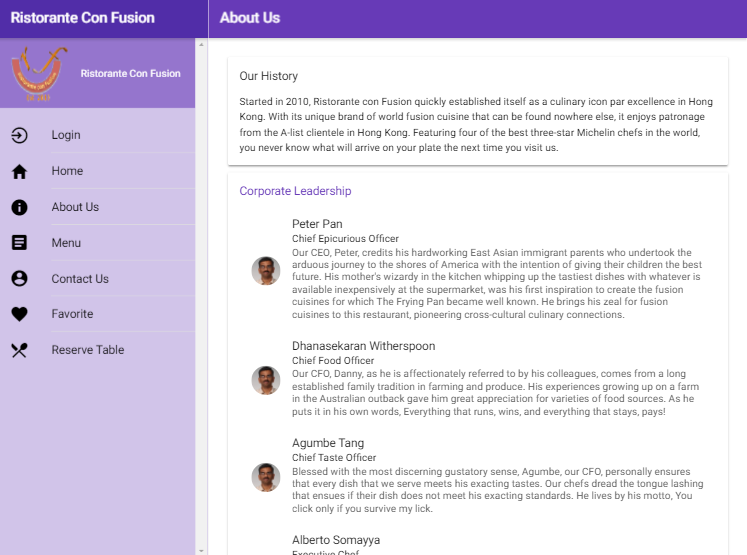 Ristorante Con Fusion
About Us
Ristorante con Fusion
Ristorante Con Fusion
Login
Home
About Us
Menu
Contact Us
Favorite
Reserve Table
Our History
Started in 2010, Ristorante con Fusion quickly established itself as a culinary icon par excellence in Hong
Kong. With its unique brand of world fusion cuisine that can be found nowhere else, it enjoys patronage
from the A-list clientele in Hong Kong. Featuring four of the best three-star Michelin chefs in the world,
you never know what will arrive on your plate the next time you visit us.
Corporate Leadership
Peter Pan
Chief Epicurious Officer
Our CEO, Peter, credits his hardworking East Asian immigrant parents who undertook the
arduous journey to the shores of America with the intention of giving their children the best
future. His mother's wizardy in the kitchen whipping up the tastiest dishes with whatever is
available inexpensively at the supermarket, was his first inspiration to create the fusion
cuisines for which The Frying Pan became well known. He brings his zeal for fusion
cuisines to this restaurant, pioneering cross-cultural culinary connections.
Dhanasekaran Witherspoon
Chief Food Officer
Our CFO, Danny, as he is affectionately referred to by his colleagues, comes from a long
established family tradition in farming and produce. His experiences growing up on a farm
in the Australian outback gave him great appreciation for varieties of food sources. As he
puts it in his own words, Everything that runs, wins, and everything that stays, pays!
Agumbe Tang
Chief Taste Officer
Blessed with the most discerning gustatory sense, Agumbe, our CFO, personally ensures
that every dish that we serve meets his exacting tastes. Our chefs dread the tongue lashing
that ensues if their dish does not meet his exacting standards. He lives by his motto, You
click only if you survive my lick.
Alberto Somayya
Executive Chef